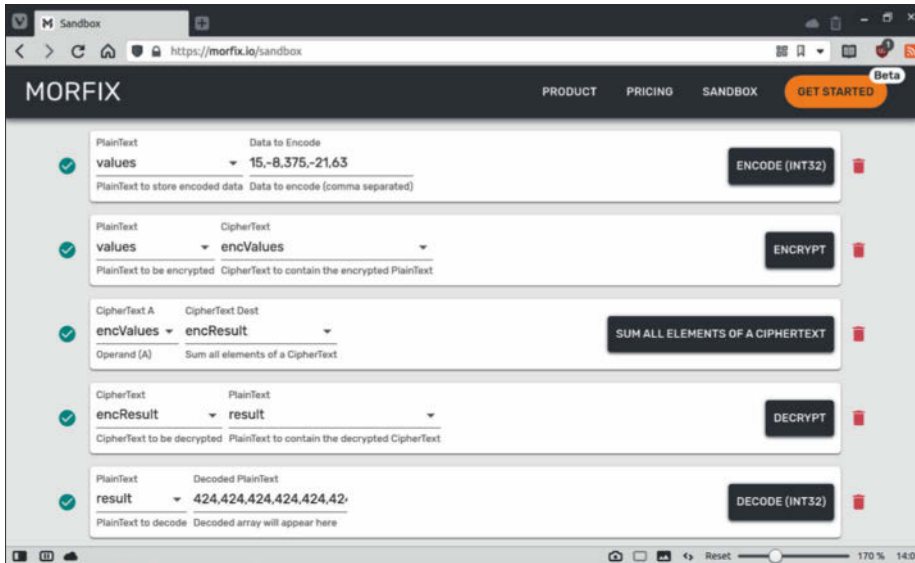 Sandbox
https://morfix.io/sandbox
MORFIX
PRODUCT PRICING SANDBOX GET STARTED Beta
PlainText Data to Encode
values 15,-8,375,-21,63
PlainText to store encoded data Data to encode (comma separated)
ENCODE (INT32)
PlainText CipherText
values encValues
PlainText to be encrypted CipherText to contain the encrypted PlainText
ENCRYPT
CipherText A CipherText Dest
encValues encResult
Operand (A) Sum all elements of a CipherText
SUM ALL ELEMENTS OF A CIPHERTEXT
CipherText PlainText
encResult result
CipherText to be decrypted PlainText to contain the decrypted CipherText
DECRYPT
PlainText Decoded PlainText
result 424,424,424,424,424,42
PlainText to decode Decoded array will appear here
DECODE (INT32)
Reset 170 % 14:0